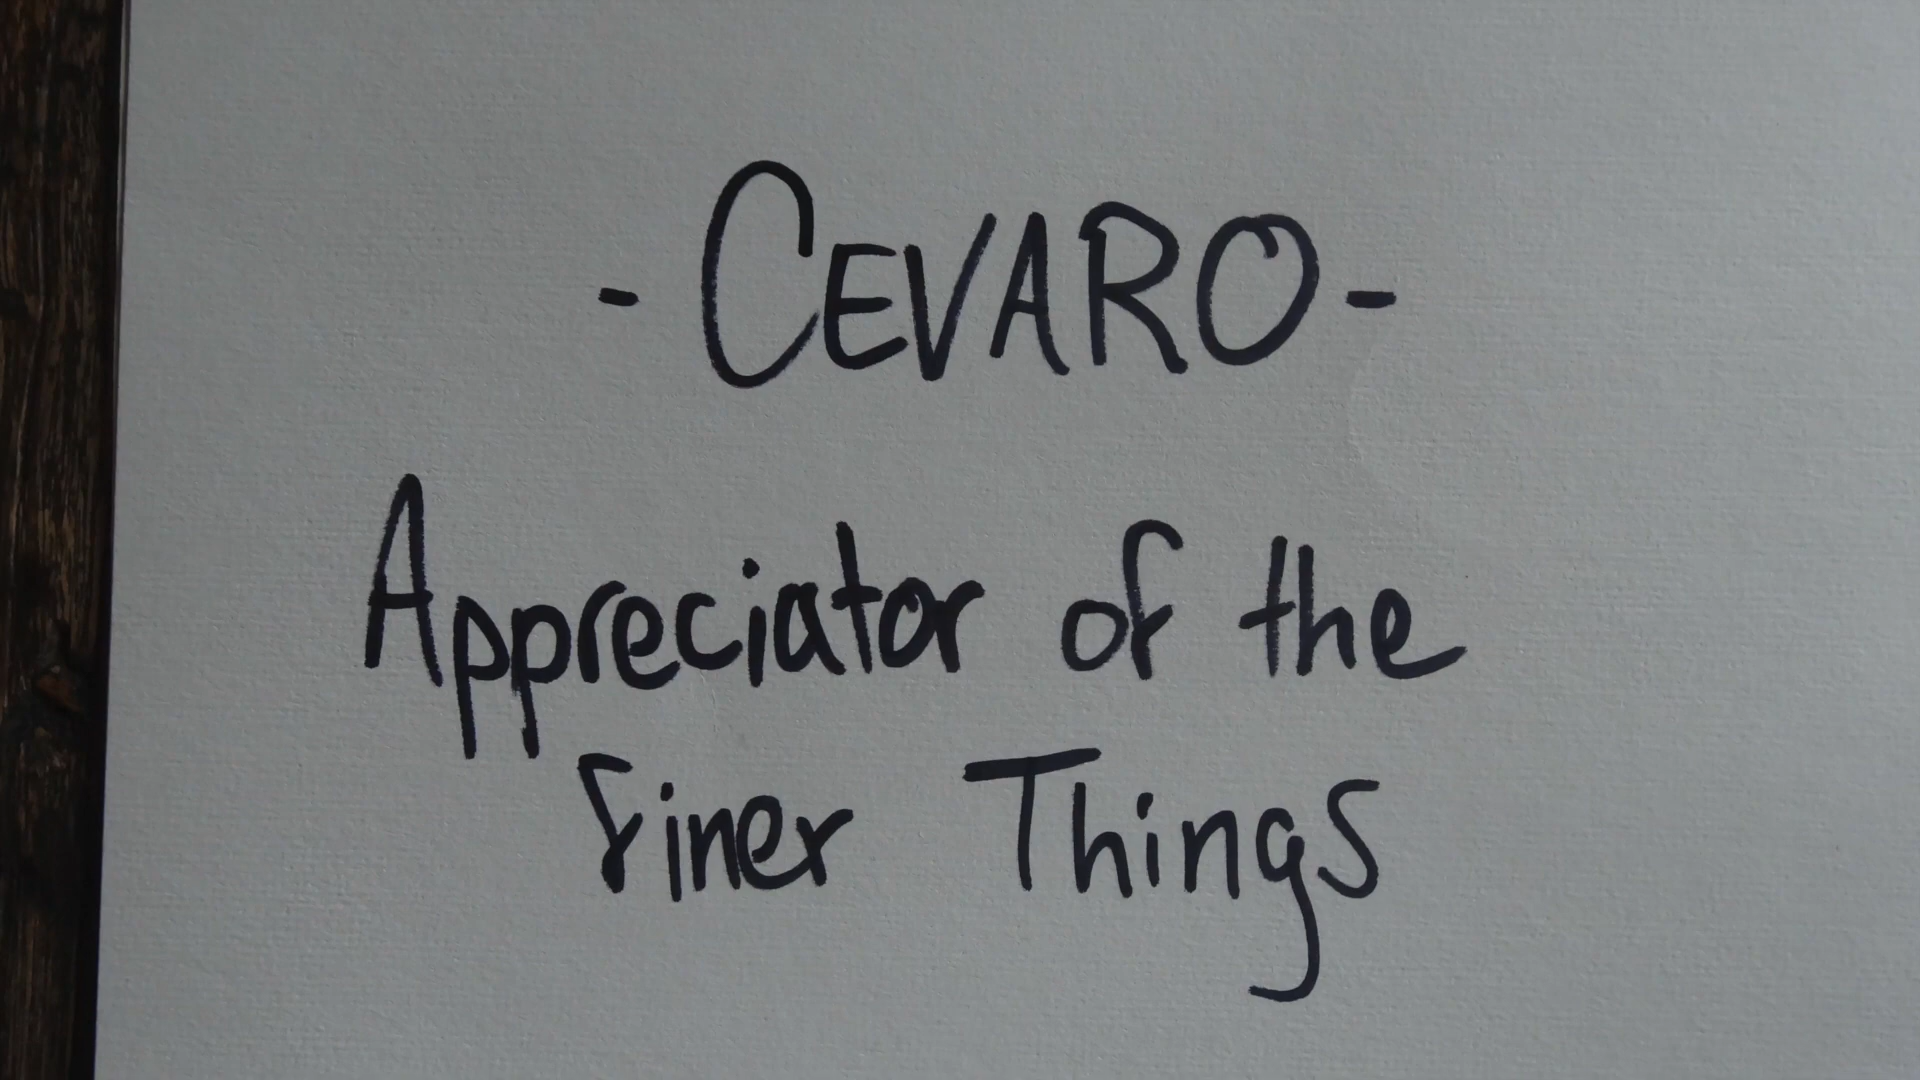 - CEVARO -
Appreciator of the
finer Things